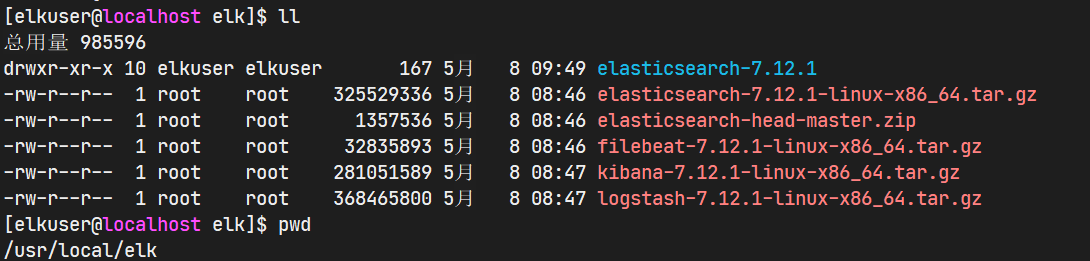 [elkuser@localhost elk]$ ll
总用量 985596
drwxr-xr-x 10 elkuser elkuser       167 5月   8 09:49 elasticsearch-7.12.1
-rw-r--r--  1 root    root    325529336 5月   8 08:46 elasticsearch-7.12.1-linux-x86_64.tar.gz
-rw-r--r--  1 root    root      1357536 5月   8 08:46 elasticsearch-head-master.zip
-rw-r--r--  1 root    root     32835893 5月   8 08:46 filebeat-7.12.1-linux-x86_64.tar.gz
-rw-r--r--  1 root    root    281051589 5月   8 08:47 kibana-7.12.1-linux-x86_64.tar.gz
-rw-r--r--  1 root    root    368465800 5月   8 08:47 logstash-7.12.1-linux-x86_64.tar.gz
[elkuser@localhost elk]$ pwd
/usr/local/elk